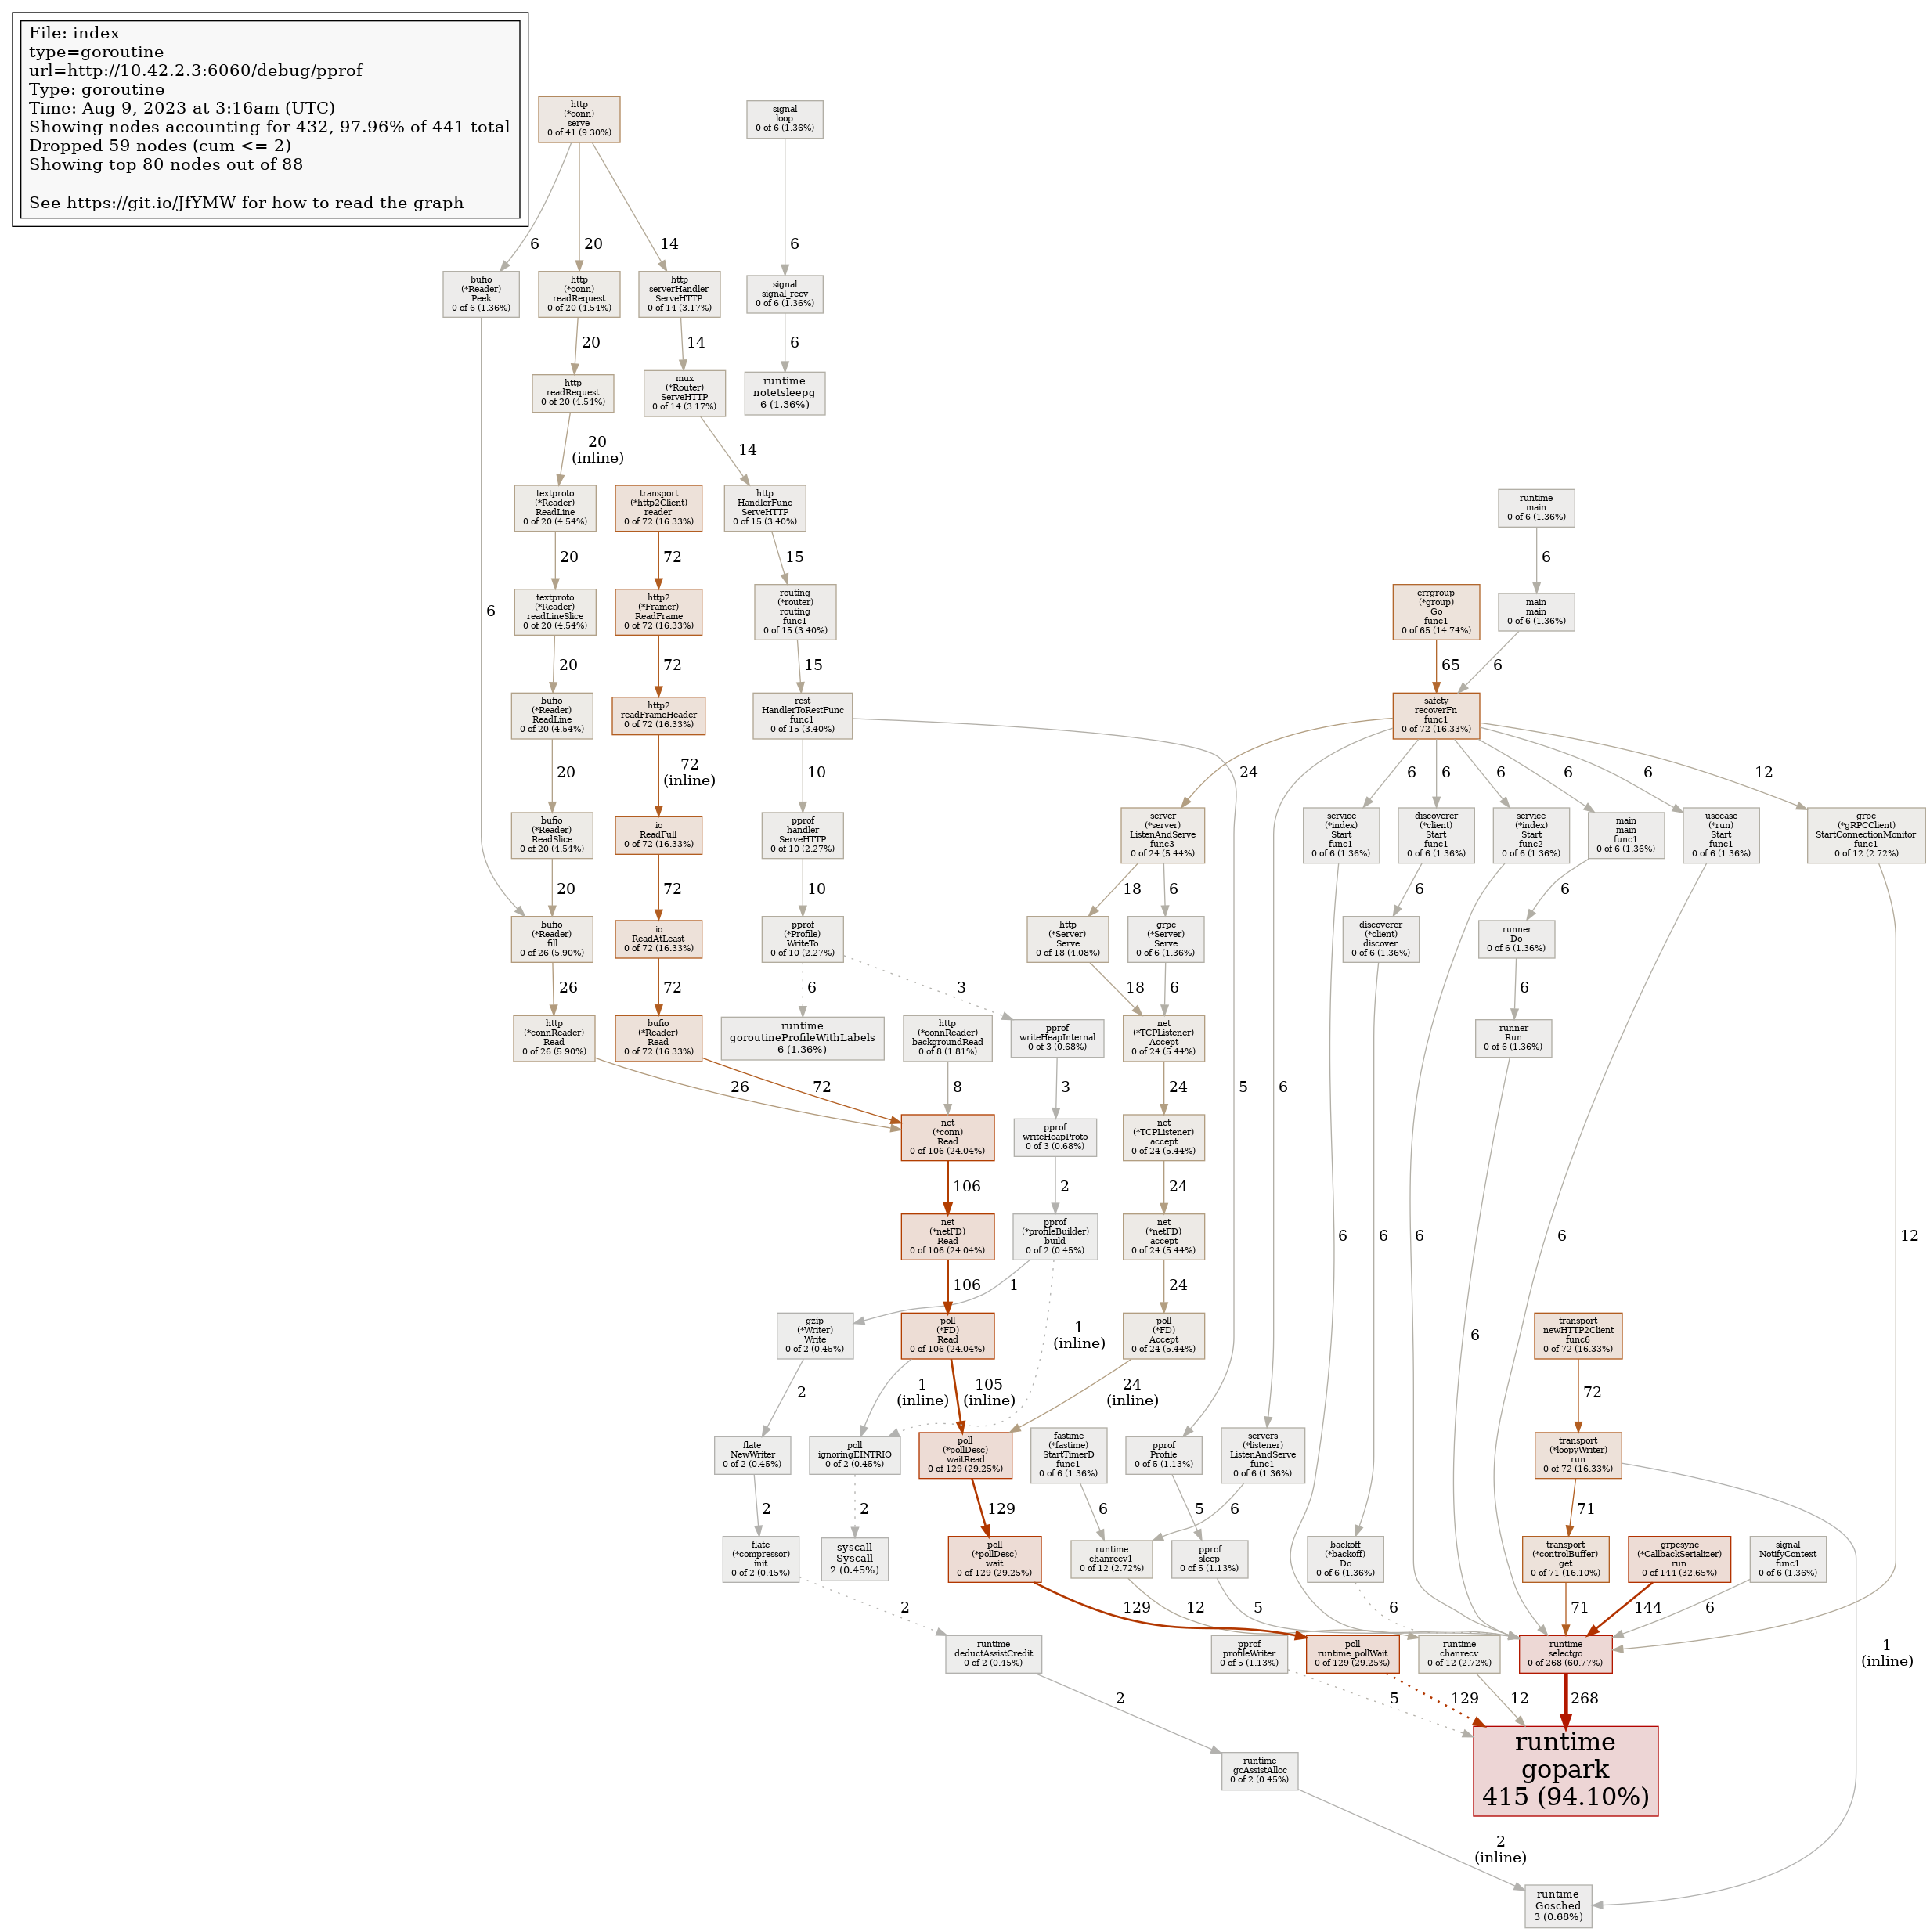 File: index
type=goroutine
url=http://10.42.2.3:6060/debug/pprof
Type: goroutine
Time: Aug 9, 2023 at 3:16am (UTC)
Showing nodes accounting for 432, 97.96% of 441 total
Dropped 59 nodes (cum <= 2)
Showing top 80 nodes out of 88
See https://git.io/JfYMW for how to read the graph
http
(*conn)
serve
0 of 41 (9.30%)
signal
loop
0 of 6 (1.36%)
6
20
14
6
bufio
(*Reader)
Peek
0 of 6 (1.36%)
http
(*conn)
readRequest
0 of 20 (4.54%)
http
serverHandler
ServeHTTP
0 of 14 (3.17%)
signal
signal_recv
0 of 6 (1.36%)
20
14
6
http
readRequest
0 of 20 (4.54%)
mux
(*Router)
ServeHTTP
0 of 14 (3.17%)
runtime
notetsleepg
6 (1.36%)
20
(inline)
14
textproto
(*Reader)
ReadLine
0 of 20 (4.54%)
transport
(*http2Client)
reader
0 of 72 (16.33%)
http
HandlerFunc
ServeHTTP
0 of 15 (3.40%)
runtime
main
0 of 6 (1.36%)
20
72
15
6
6
textproto
(*Reader)
readLineSlice
0 of 20 (4.54%)
http2
(*Framer)
ReadFrame
0 of 72 (16.33%)
routing
(*router)
routing
func1
0 of 15 (3.40%)
errgroup
(*group)
Go
func1
0 of 65 (14.74%)
main
main
0 of 6 (1.36%)
20
72
15
65
6
bufio
(*Reader)
ReadLine
0 of 20 (4.54%)
http2
readFrameHeader
0 of 72 (16.33%)
rest
HandlerToRestFunc
func1
0 of 15 (3.40%)
safety
recoverFn
func1
0 of 72 (16.33%)
20
72
(inline)
10
24
6
6
6
6
6
12
bufio
(*Reader)
ReadSlice
0 of 20 (4.54%)
io
ReadFull
0 of 72 (16.33%)
pprof
handler
ServeHTTP
0 of 10 (2.27%)
server
(*server)
ListenAndServe
func3
0 of 24 (5.44%)
service
(*index)
Start
func1
0 of 6 (1.36%)
discoverer
(*client)
Start
func1
0 of 6 (1.36%)
service
(*index)
Start
func2
0 of 6 (1.36%)
main
main
func1
0 of 6 (1.36%)
usecase
(*run)
Start
func1
0 of 6 (1.36%)
grpc
(*gRPCClient)
StartConnectionMonitor
func1
0 of 12 (2.72%)
20
72
10
18
6
6
6
bufio
(*Reader)
fill
0 of 26 (5.90%)
io
ReadAtLeast
0 of 72 (16.33%)
pprof
(*Profile)
WriteTo
0 of 10 (2.27%)
http
(*Server)
Serve
0 of 18 (4.08%)
grpc
(*Server)
Serve
0 of 6 (1.36%)
discoverer
(*client)
discover
0 of 6 (1.36%)
runner
Do
0 of 6 (1.36%)
26
72
6
3
18
6
6
http
(*connReader)
Read
0 of 26 (5.90%)
bufio
(*Reader)
Read
0 of 72 (16.33%)
runtime
goroutineProfileWithLabels
6 (1.36%)
http
(*connReader)
backgroundRead
0 of 8 (1.81%)
pprof
writeHeapInternal
0 of 3 (0.68%)
net
(*TCPListener)
Accept
0 of 24 (5.44%)
runner
Run
0 of 6 (1.36%)
26
72
8
3
24
5
6
net
(*conn)
Read
0 of 106 (24.04%)
pprof
writeHeapProto
0 of 3 (0.68%)
net
(*TCPListener)
accept
0 of 24 (5.44%)
106
2
24
net
(*netFD)
Read
0 of 106 (24.04%)
pprof
(*profileBuilder)
build
0 of 2 (0.45%)
net
(*netFD)
accept
0 of 24 (5.44%)
6
6
6
6
12
106
1
24
gzip
(*Writer)
Write
0 of 2 (0.45%)
poll
(*FD)
Read
0 of 106 (24.04%)
1
(inline)
poll
(*FD)
Accept
0 of 24 (5.44%)
6
transport
newHTTP2Client
func6
0 of 72 (16.33%)
2
1
(inline)
105
(inline)
24
(inline)
72
flate
NewWriter
0 of 2 (0.45%)
poll
ignoringEINTRIO
0 of 2 (0.45%)
poll
(*pollDesc)
waitRead
0 of 129 (29.25%)
fastime
(*fastime)
StartTimerD
func1
0 of 6 (1.36%)
pprof
Profile
0 of 5 (1.13%)
servers
(*listener)
ListenAndServe
func1
0 of 6 (1.36%)
transport
(*loopyWriter)
run
0 of 72 (16.33%)
2
2
129
6
5
6
71
flate
(*compressor)
init
0 of 2 (0.45%)
syscall
Syscall
2 (0.45%)
poll
(*pollDesc)
wait
0 of 129 (29.25%)
runtime
chanrecv1
0 of 12 (2.72%)
pprof
sleep
0 of 5 (1.13%)
backoff
(*backoff)
Do
0 of 6 (1.36%)
transport
(*controlBuffer)
get
0 of 71 (16.10%)
grpcsync
(*CallbackSerializer)
run
0 of 144 (32.65%)
signal
NotifyContext
func1
0 of 6 (1.36%)
2
129
12
5
6
71
144
6
1
(inline)
runtime
deductAssistCredit
0 of 2 (0.45%)
pprof
profileWriter
0 of 5 (1.13%)
poll
runtime_pollWait
0 of 129 (29.25%)
runtime
chanrecv
0 of 12 (2.72%)
runtime
selectgo
0 of 268 (60.77%)
2
5
129
12
268
runtime
gcAssistAlloc
0 of 2 (0.45%)
runtime
gopark
415 (94.10%)
2
(inline)
runtime
Gosched
3 (0.68%)